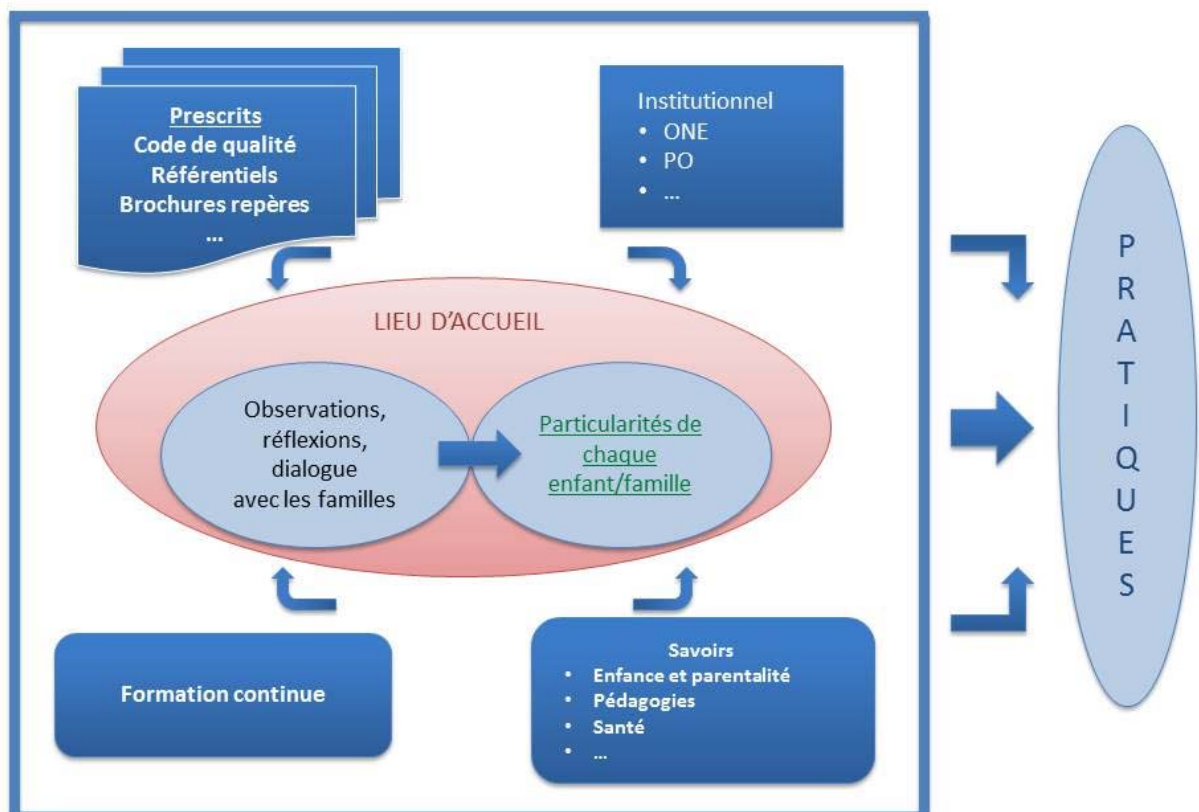 Prescrits
Code de qualité
Référentiels
Brochures repères
...
Institutionnel
• ONE
• PO
• ...
LIEU D'ACCUEIL
Observations,
réflexions,
dialogue
avec les familles
Particularités de
chaque
enfant/famille
Formation continue
Savoirs
• Enfance et parentalité
• Pédagogies
• Santé
• ...
P
R
A
T
I
Q
U
E
S